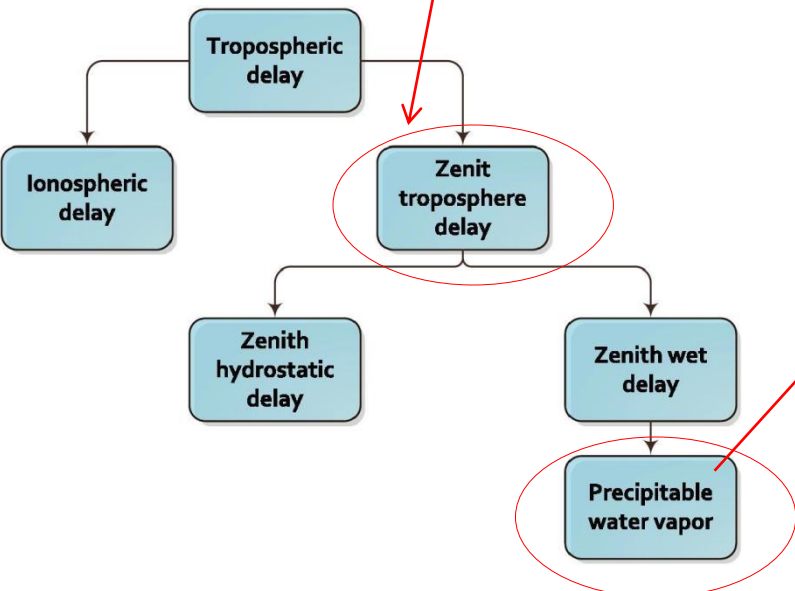 Tropospheric
delay
Ionospheric
delay
Zenit
troposphere
delay
Zenith
hydrostatic
delay
Zenith wet
delay
Precipitable
water vapor